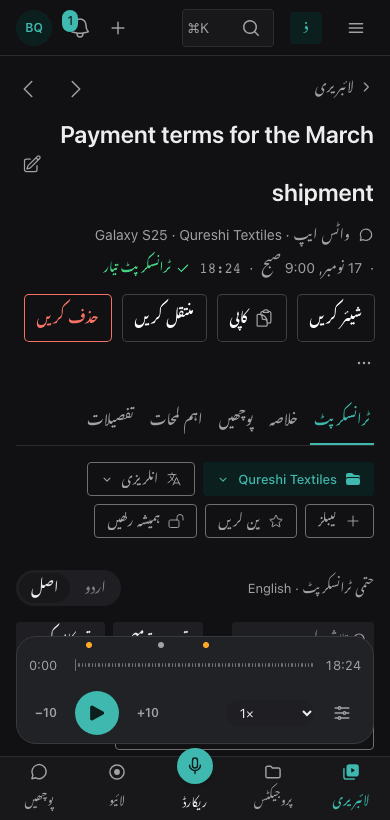 BQ 1 ⌘K ذ
لائبریری
Payment terms for the March
shipment
واٹس ایپ · Galaxy S25 · Qureshi Textiles
· 17 نومبر, 9:00 صبح · 18:24 ٹرانسکرپٹ تیار
شیئر کریں کاپی منتقل کریں حذف کریں
...
ٹرانسکرپٹ خلاصہ پوچھیں اہم لمحات تفصیلات
Qureshi Textiles انگریزی
لیبلز پن کریں ہمیشہ رکھیں
حتمی ٹرانسکرپٹ · English اردو اصل
0:00 18:24
−10 +10 1×
لائبریری پروجیکٹس ریکارڈ لائیو پوچھیں